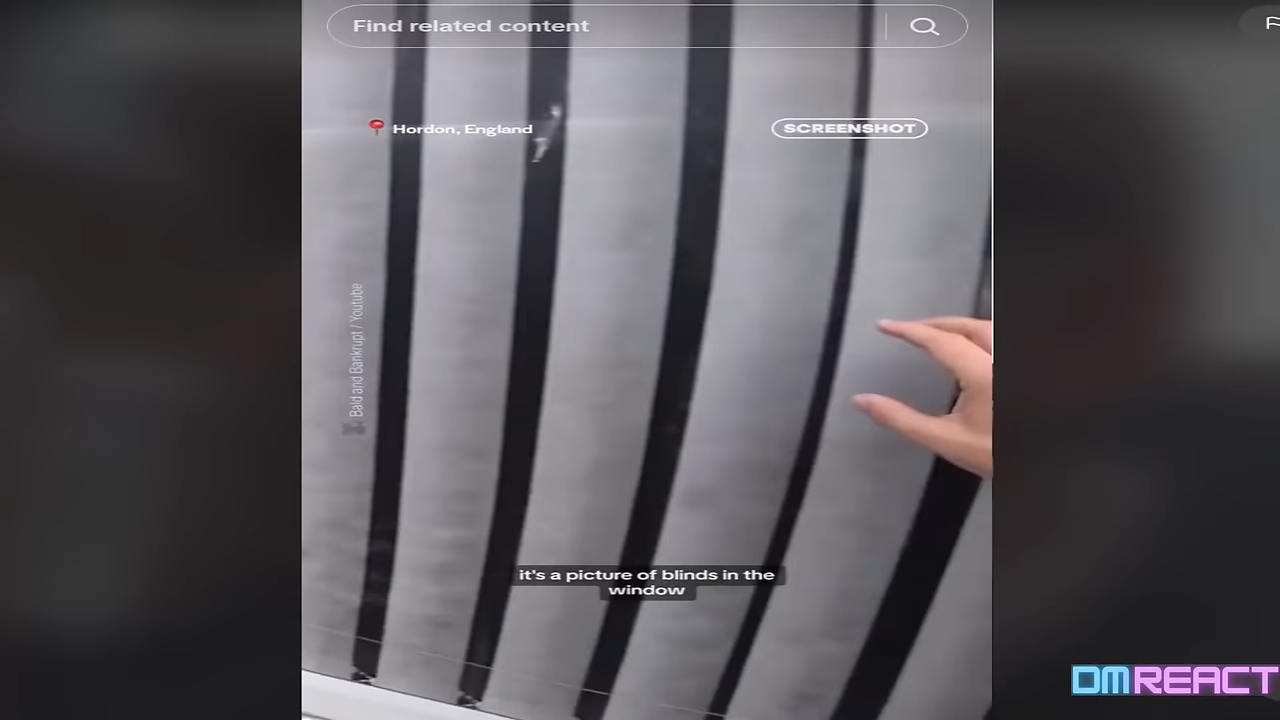 Find related content
Hordon, England
SCREENSHOT
Bald and Bankrupt / Youtube
it's a picture of blinds in the
window
DMREACT